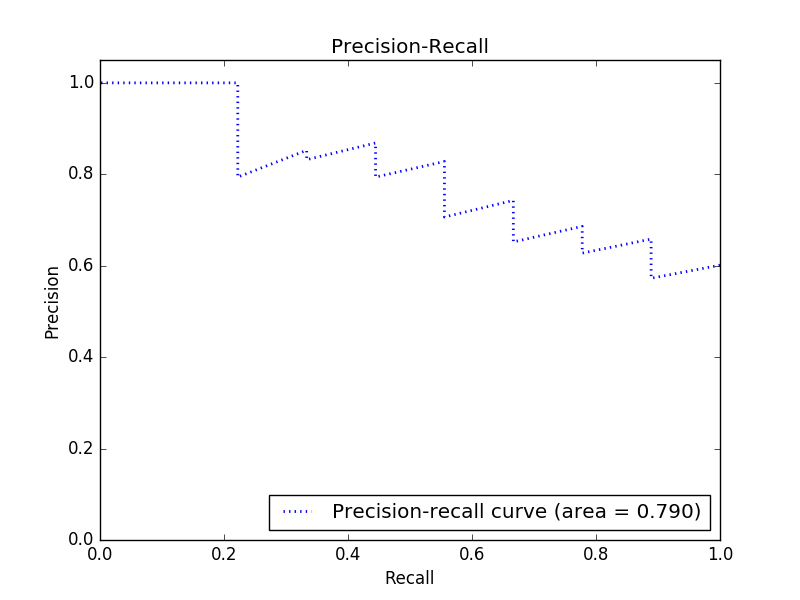 Precision-Recall
1.0
0.8
0.6
0.4
0.2
0.0
Precision
0.0 0.2 0.4 0.6 0.8 1.0
Recall
Precision-recall curve (area = 0.790)